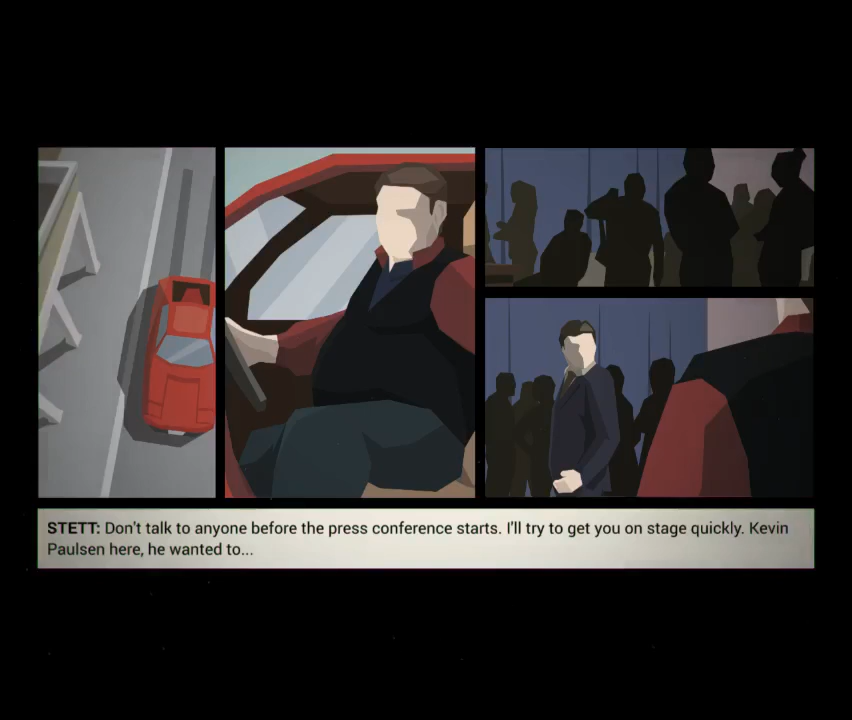 STETT: Don't talk to anyone before the press conference starts. I'll try to get you on stage quickly. Kevin
Paulsen here, he wanted to...